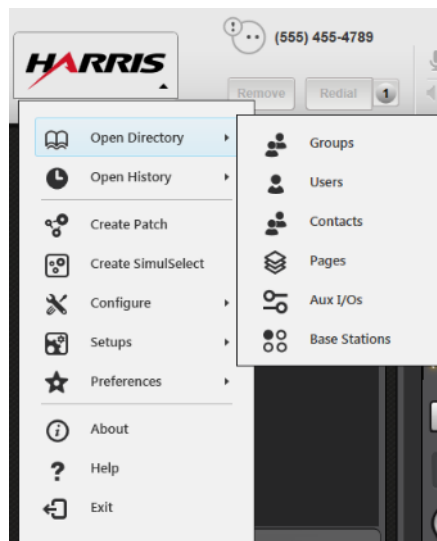 HARRIS
(555) 455-4789
Remove
Redial
1
Open Directory
Open History
Create Patch
Create SimulSelect
Configure
Setups
Preferences
About
Help
Exit
Groups
Users
Contacts
Pages
Aux I/Os
Base Stations